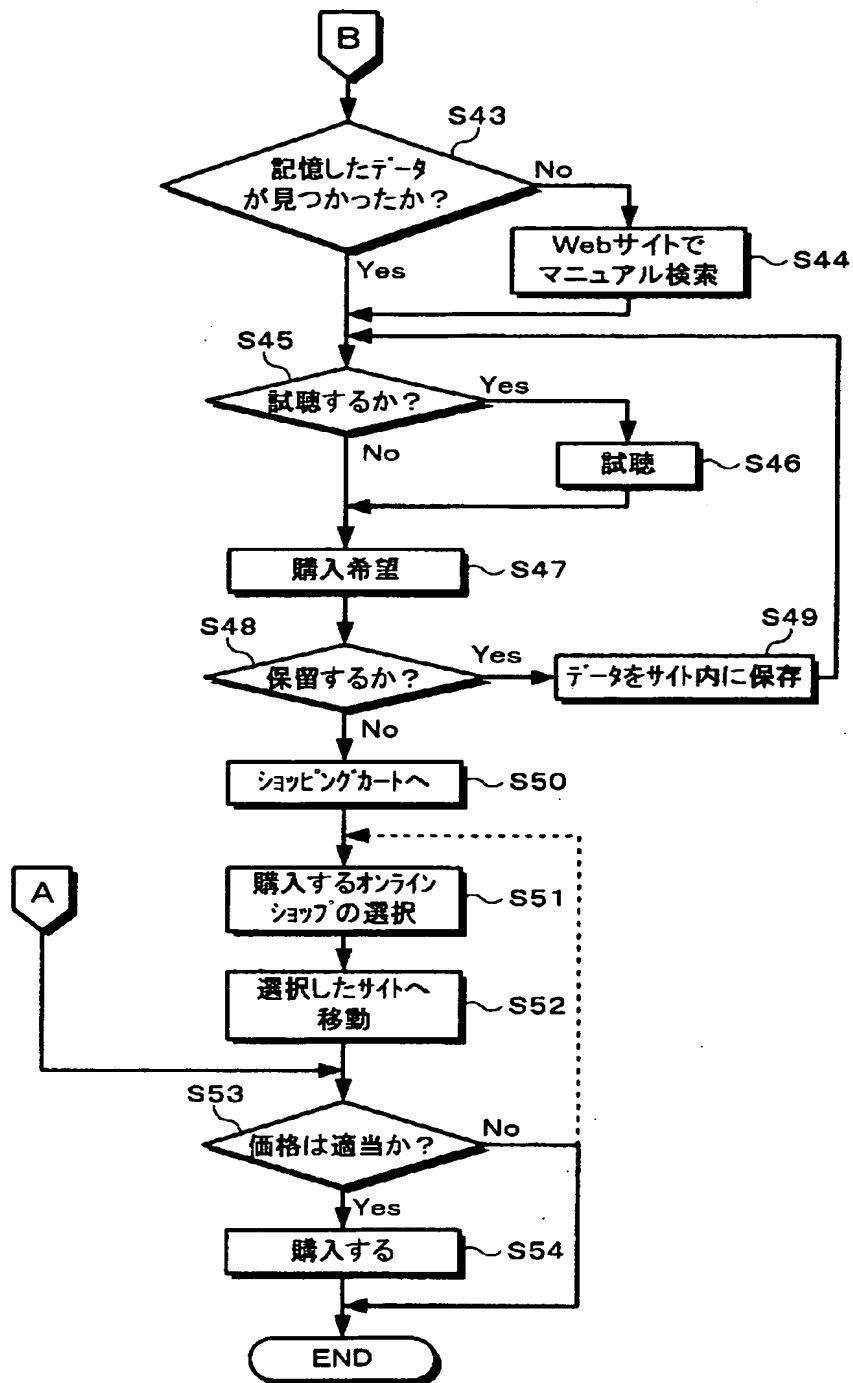 B
S43
記憶したデータ
が見つかったか?
No
Yes
Webサイトで
マニュアル検索
S44
S45
試聴するか?
Yes
No
試聴
S46
購入希望
S47
S48
保留するか?
Yes
No
S49
データをサイト内に保存
ショッピングカートへ
S50
A
購入するオンライン
ショップの選択
S51
選択したサイトへ
移動
S52
S53
価格は適当か?
No
Yes
購入する
S54
END